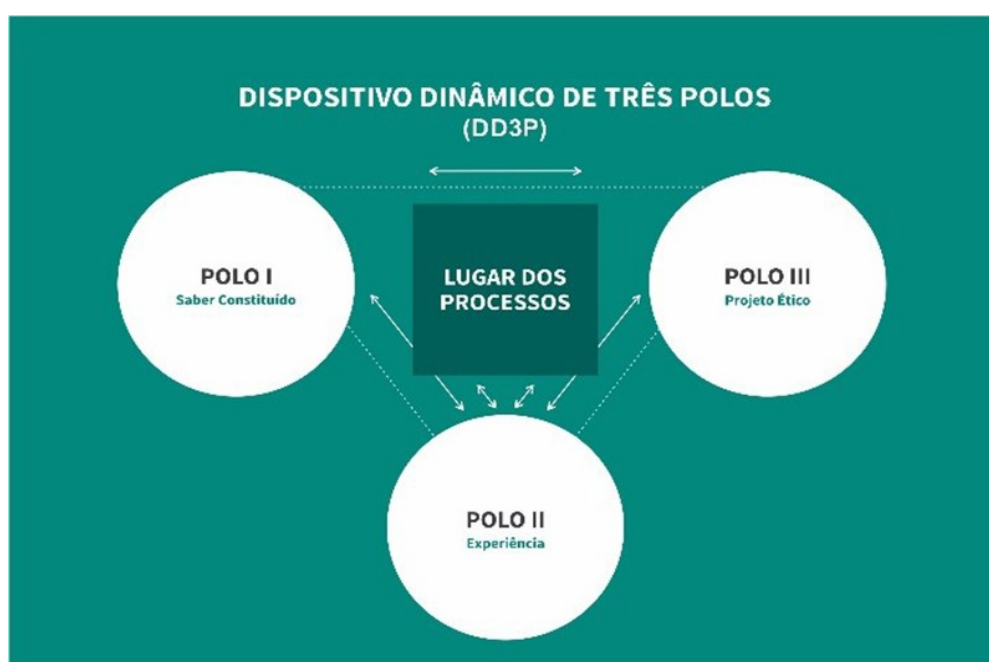 DISPOSITIVO DINÂMICO DE TRÊS POLOS
(DD3P)
POLO I
Saber Constituído
LUGAR DOS
PROCESSOS
POLO III
Projeto Ético
POLO II
Experiência